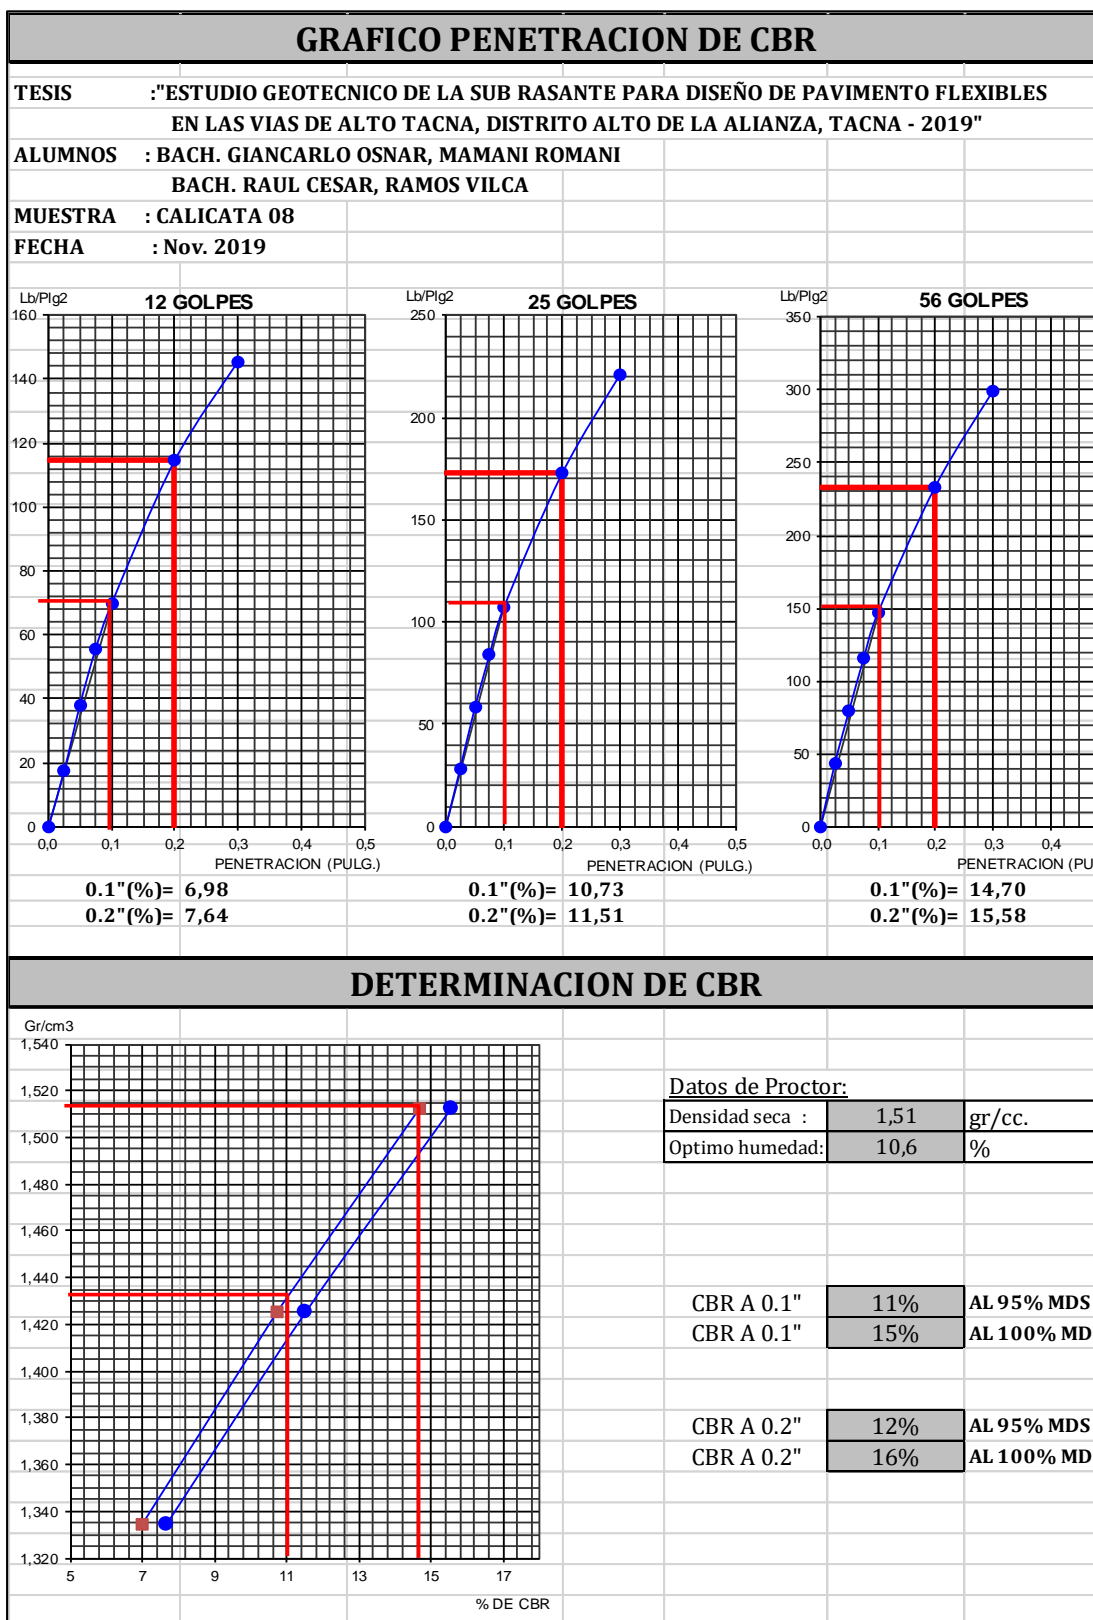 GRAFICO PENETRACION DE CBR
TESIS :"ESTUDIO GEOTECNICO DE LA SUB RASANTE PARA DISEÑO DE PAVIMENTO FLEXIBLES
EN LAS VIAS DE ALTO TACNA, DISTRITO ALTO DE LA ALIANZA, TACNA - 2019"
ALUMNOS : BACH. GIANCARLO OSNAR, MAMANI ROMANI
BACH. RAUL CESAR, RAMOS VILCA
MUESTRA : CALICATA 08
FECHA : Nov. 2019
Lb/Plg2 12 GOLPES
160
140
120
100
80
60
40
20
0
0,0 0,1 0,2 0,3 0,4 0,5
PENETRACION (PULG.)
0.1"(%)= 6,98
0.2"(%)= 7,64
Lb/Plg2 25 GOLPES
250
200
150
100
50
0
0,0 0,1 0,2 0,3 0,4 0,5
PENETRACION (PULG.)
0.1"(%)= 10,73
0.2"(%)= 11,51
Lb/Plg2 56 GOLPES
350
300
250
200
150
100
50
0
0,0 0,1 0,2 0,3 0,4
PENETRACION (PU
0.1"(%)= 14,70
0.2"(%)= 15,58
DETERMINACION DE CBR
Gr/cm3
1,540
1,520
1,500
1,480
1,460
1,440
1,420
1,400
1,380
1,360
1,340
1,320
5 7 9 11 13 15 17
% DE CBR
Datos de Proctor:
Densidad seca : 1,51 gr/cc.
Optimo humedad: 10,6 %
CBR A 0.1" 11% AL 95% MDS
CBR A 0.1" 15% AL 100% MD
CBR A 0.2" 12% AL 95% MDS
CBR A 0.2" 16% AL 100% MD